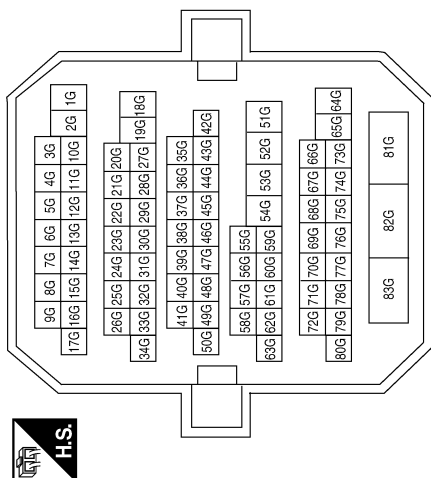 H.S.
9G 8G 7G 6G 5G 4G 3G
17G 16G 15G 14G 13G 12G 11G 10G 2G 1G
26G 25G 24G 23G 22G 21G 20G
34G 33G 32G 31G 30G 29G 28G 27G 19G 18G
41G 40G 39G 38G 37G 36G 35G
50G 49G 48G 47G 46G 45G 44G 43G 42G
58G 57G 56G 55G
63G 62G 61G 60G 59G 54G 53G 52G 51G
72G 71G 70G 69G 68G 67G 66G
80G 79G 78G 77G 76G 75G 74G 73G 65G 64G
83G 82G 81G